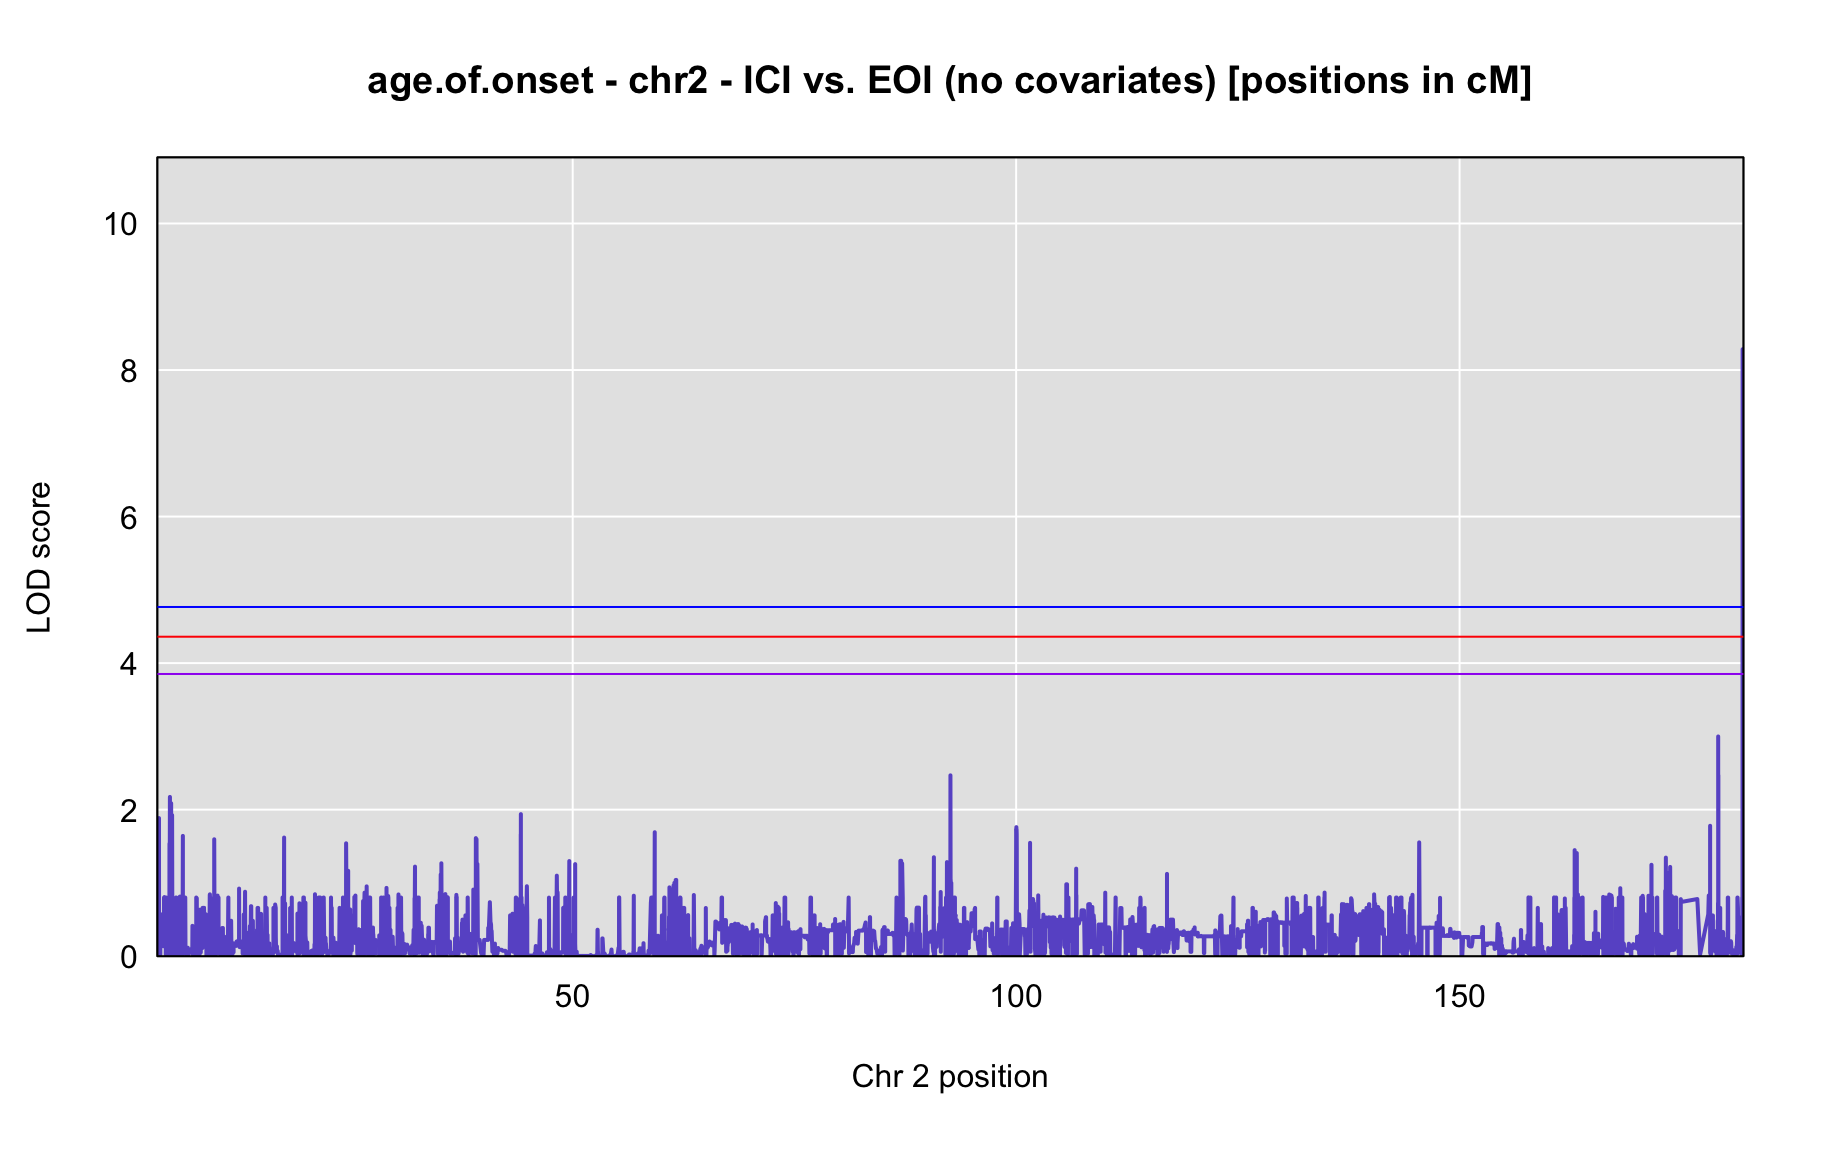 age.of.onset - chr2 - ICI vs. EOI (no covariates) [positions in cM]
10
8
6
4
2
0
LOD score
50 100 150
Chr 2 position